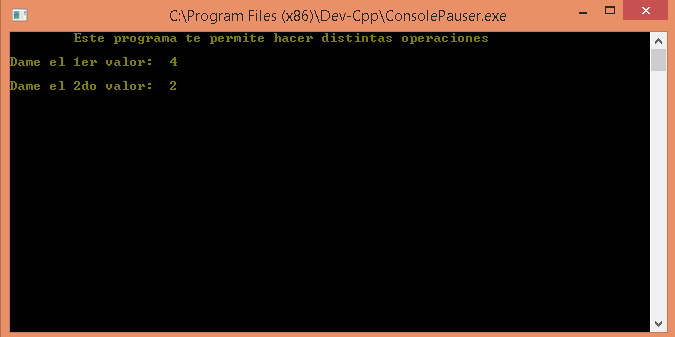 C:\Program Files (x86)\Dev-Cpp\ConsolePauser.exe
Este programa te permite hacer distintas operaciones
Dame el 1er valor: 4
Dame el 2do valor: 2